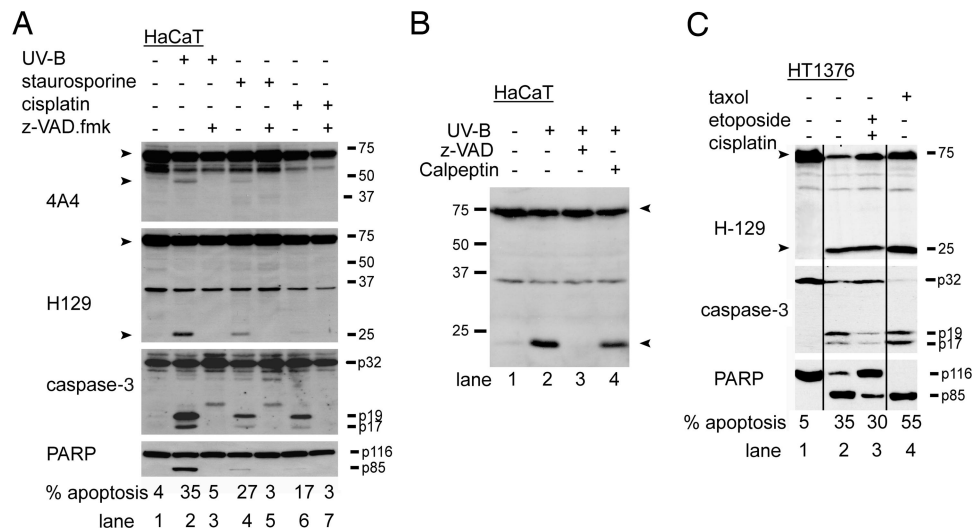 A
HaCaT
UV-B - + + - - - -
staurosporine - - - + + - -
cisplatin - - - - - + +
z-VAD.fmk - - + - + - +
75
50
37
4A4
75
50
37
H129
25
p32
caspase-3
p19
p17
PARP
p116
p85
% apoptosis 4 35 5 27 3 17 3
lane 1 2 3 4 5 6 7
B
HaCaT
UV-B - + + +
z-VAD - - + -
Calpeptin - - - +
75
50
37
25
lane 1 2 3 4
C
HT1376
taxol - - - +
etoposide - - + -
cisplatin - - + -
75
H-129
25
p32
caspase-3
p19
p17
PARP
p116
p85
% apoptosis 5 35 30 55
lane 1 2 3 4